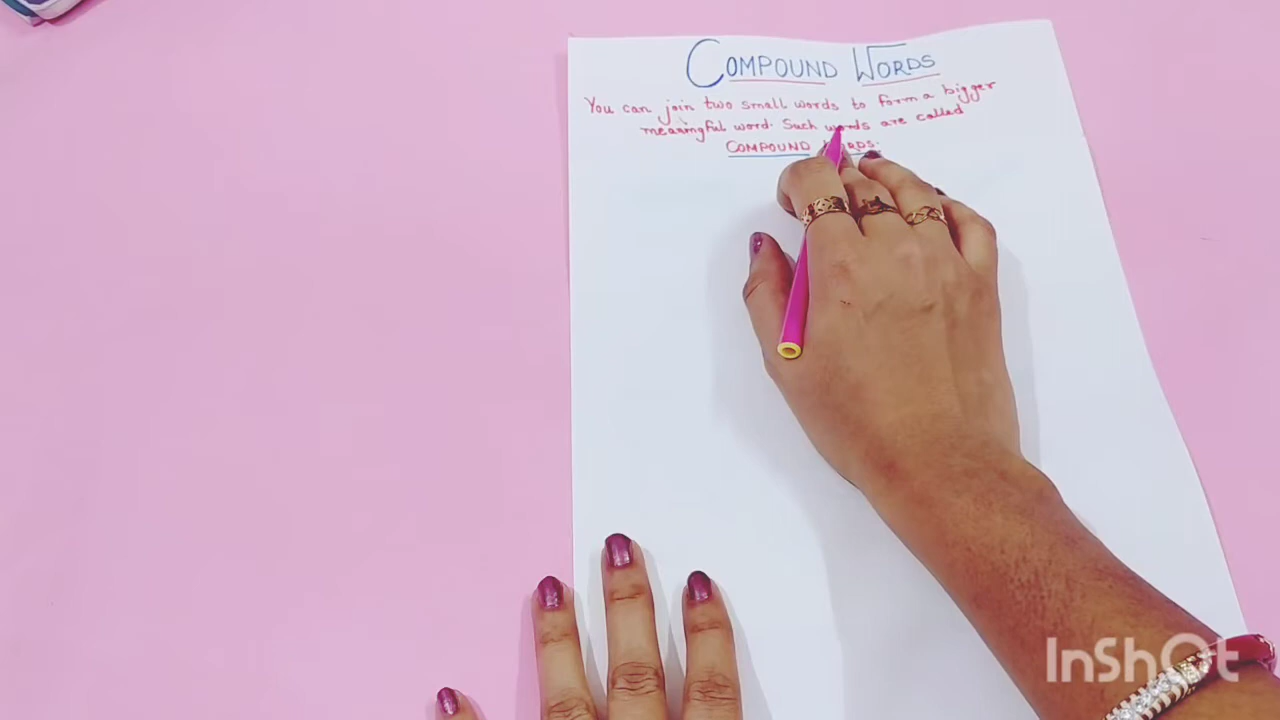 COMPOUND WORDS
You can join two small words to form a bigger
meaningful word. Such words are called
COMPOUND WORDS.
InShOt